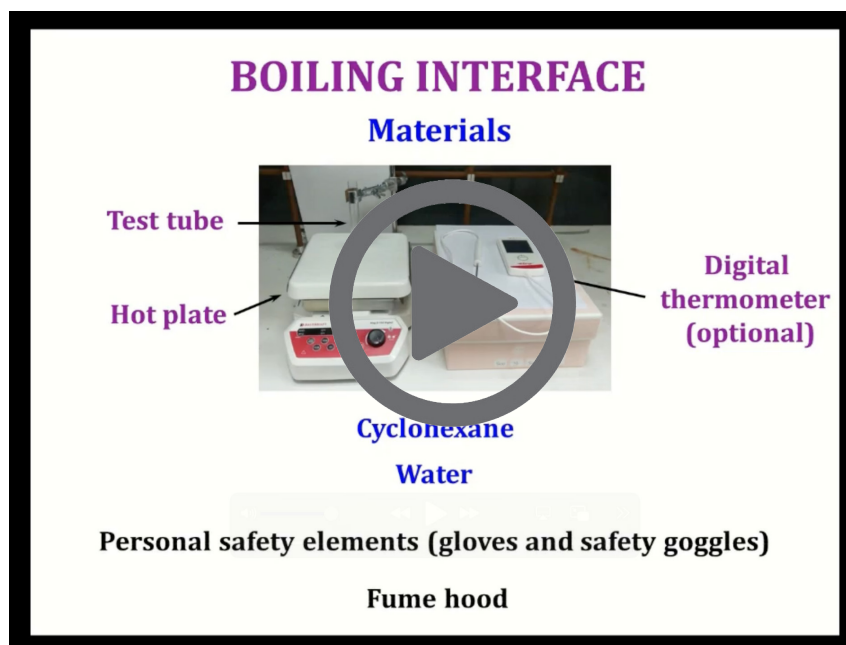 BOILING INTERFACE
Materials
Test tube
Hot plate
Digital
thermometer
(optional)
Cyclohexane
Water
Personal safety elements (gloves and safety goggles)
Fume hood